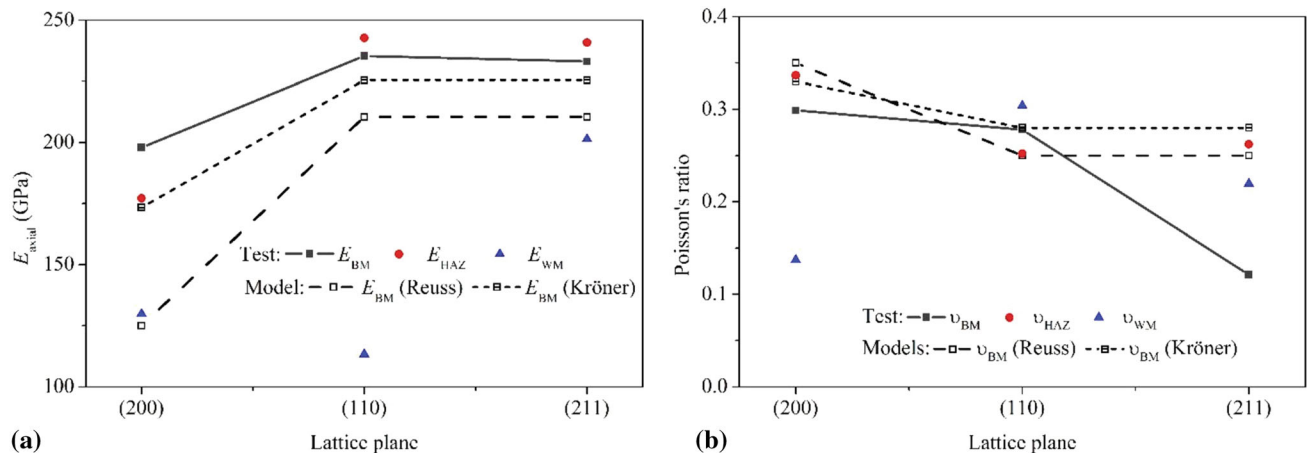 250
200
150
100
E_axial (GPa)
Test: E_BM E_HAZ E_WM
Model: E_BM (Reuss) E_BM (Kröner)
(200) (110) (211)
Lattice plane
(a)
0.4
0.3
0.2
0.1
0.0
Poisson's ratio
Test: υ_BM υ_HAZ υ_WM
Models: υ_BM (Reuss) υ_BM (Kröner)
(200) (110) (211)
Lattice plane
(b)